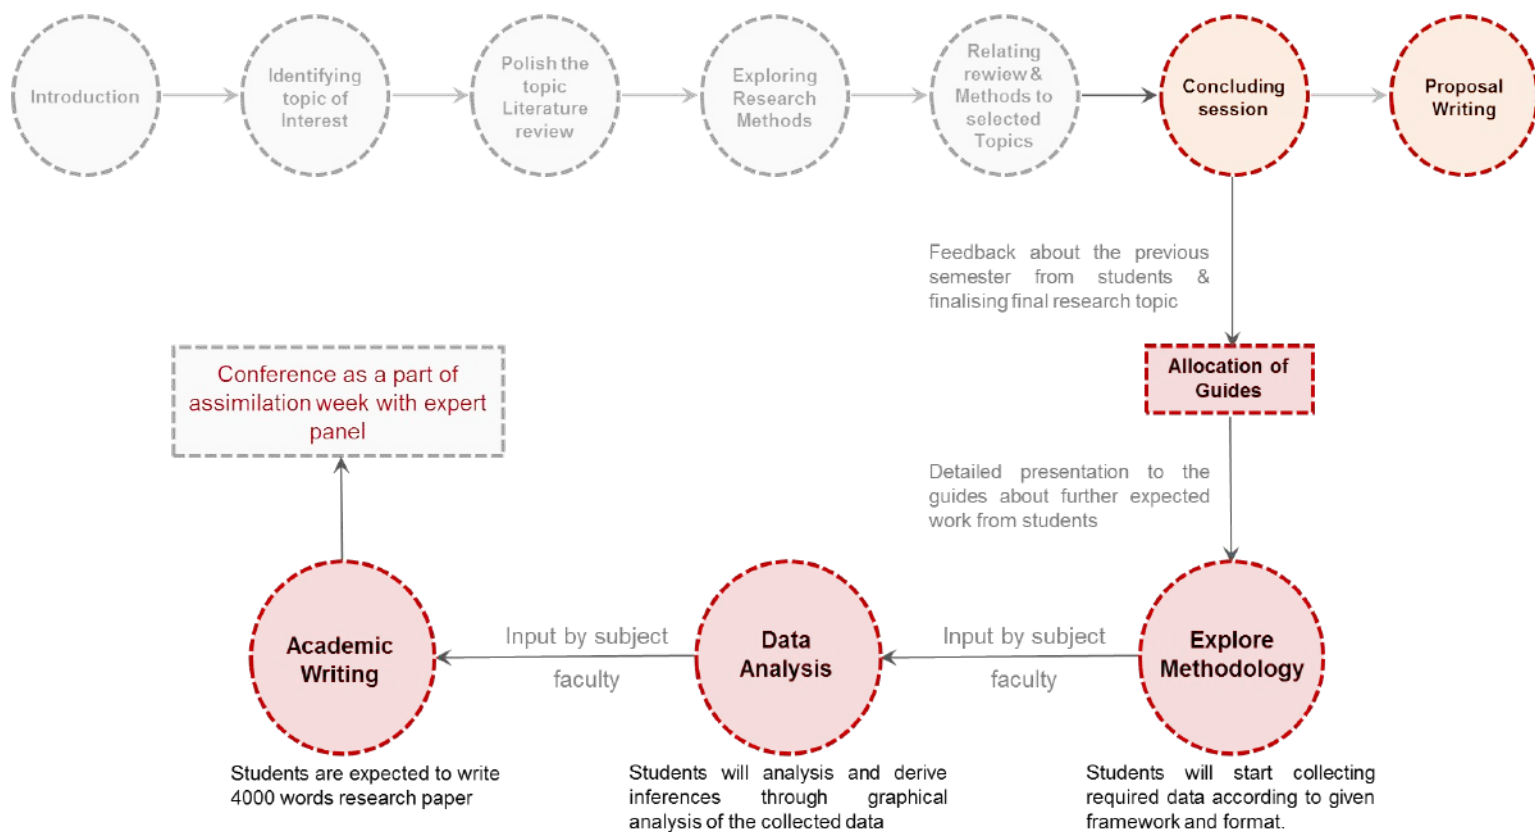 Introduction
Identifying
topic of
Interest
Polish the
topic
Literature
review
Exploring
Research
Methods
Relating
rewiew &
Methods to
selected
Topics
Concluding
session
Proposal
Writing
Feedback about the previous
semester from students &
finalising final research topic
Allocation of
Guides
Detailed presentation to the
guides about further expected
work from students
Conference as a part of
assimilation week with expert
panel
Academic
Writing
Input by subject
faculty
Data
Analysis
Input by subject
faculty
Explore
Methodology
Students are expected to write
4000 words research paper
Students will analysis and derive
inferences through graphical
analysis of the collected data
Students will start collecting
required data according to given
framework and format.